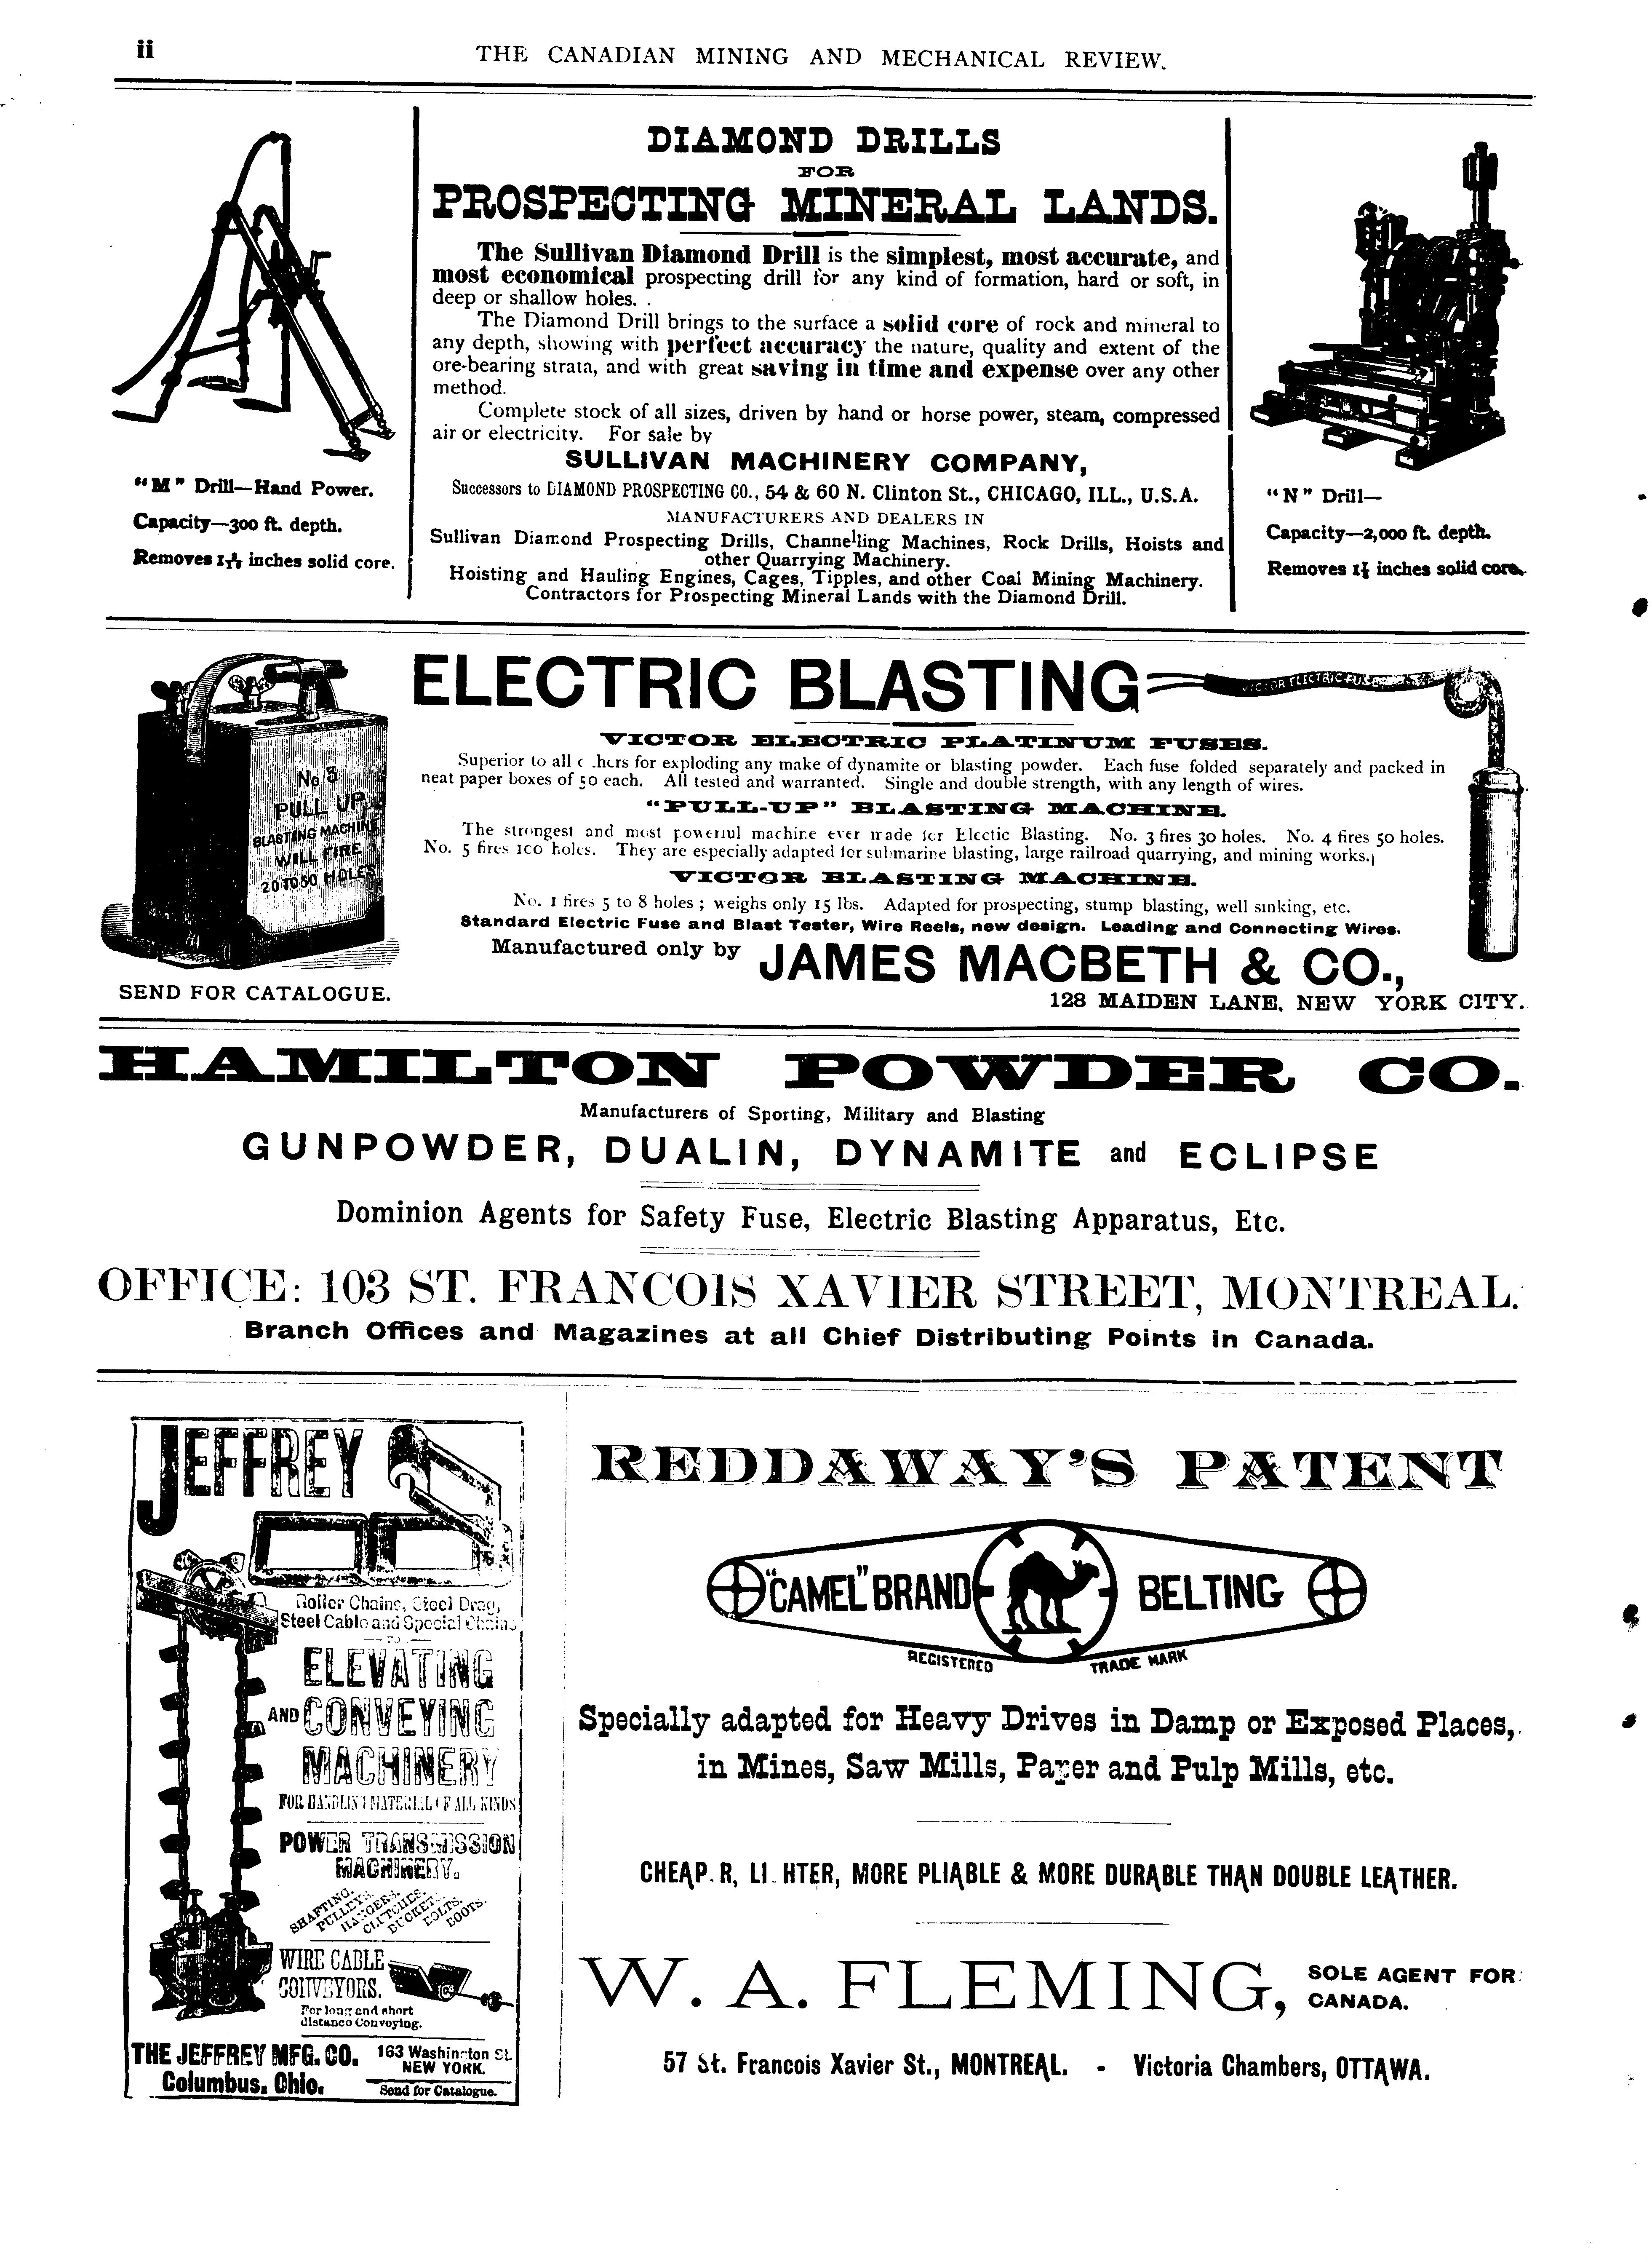 ii
THE CANADIAN MINING AND MECHANICAL REVIEW.
"M" Drill—Hand Power.
Capacity—300 ft. depth.
Removes inches solid core.
DIAMOND DRILLS
FOR
PROSPECTING MINERAL LANDS.
The Sullivan Diamond Drill is the simplest, most accurate, and
most economical prospecting drill for any kind of formation, hard or soft, in
deep or shallow holes.
The Diamond Drill brings to the surface a solid core of rock and mineral to
any depth, showing with perfect accuracy the nature, quality and extent of the
ore-bearing strata, and with great saving in time and expense over any other
method.
Complete stock of all sizes, driven by hand or horse power, steam, compressed
air or electricity. For sale by
SULLIVAN MACHINERY COMPANY,
Successors to DIAMOND PROSPECTING CO., 54 & 60 N. Clinton St., CHICAGO, ILL., U.S.A.
MANUFACTURERS AND DEALERS IN
Sullivan Diamond Prospecting Drills, Channelling Machines, Rock Drills, Hoists and
other Quarrying Machinery.
Hoisting and Hauling Engines, Cages, Tipples, and other Coal Mining Machinery.
Contractors for Prospecting Mineral Lands with the Diamond Drill.
"N" Drill—
Capacity—2,000 ft. depth.
Removes inches solid core.
No 3
PULL UP
BLASTING MACHINE
WILL FIRE
20 TO 50 HOLES
SEND FOR CATALOGUE.
ELECTRIC BLASTING
VICTOR ELECTRIC FUSE
VICTOR ELECTRIC PLATINUM FUSES.
Superior to all others for exploding any make of dynamite or blasting powder. Each fuse folded separately and packed in
neat paper boxes of 50 each. All tested and warranted. Single and double strength, with any length of wires.
"PULL-UP" BLASTING MACHINE.
The strongest and most powerful machine ever made for Electic Blasting. No. 3 fires 30 holes. No. 4 fires 50 holes.
No. 5 fires 100 holes. They are especially adapted for submarine blasting, large railroad quarrying, and mining works.
VICTOR BLASTING MACHINE.
No. 1 fires 5 to 8 holes ; weighs only 15 lbs. Adapted for prospecting, stump blasting, well sinking, etc.
Standard Electric Fuse and Blast Tester, Wire Reels, new design. Leading and Connecting Wires.
Manufactured only by JAMES MACBETH & CO.,
128 MAIDEN LANE, NEW YORK CITY.
HAMILTON POWDER CO.
Manufacturers of Sporting, Military and Blasting
GUNPOWDER, DUALIN, DYNAMITE and ECLIPSE
Dominion Agents for Safety Fuse, Electric Blasting Apparatus, Etc.
OFFICE: 103 ST. FRANCOIS XAVIER STREET, MONTREAL.
Branch Offices and Magazines at all Chief Distributing Points in Canada.
JEFFREY
Roller Chains, Steel Drag,
Steel Cable and Special Chains
ELEVATING
AND CONVEYING
MACHINERY
FOR HANDLING MATERIAL OF ALL KINDS
POWER TRANSMISSION
MACHINERY.
SHAFTING.
PULLEYS.
HANGERS.
CLUTCHES.
BUCKETS.
BOLTS.
BOOTS.
WIRE CABLE
CONVEYORS.
For long and short
distance Conveying.
THE JEFFREY MFG. CO.
Columbus, Ohio.
163 Washington St.
NEW YORK.
Send for Catalogue.
REDDAWAY'S PATENT
"CAMEL" BRAND BELTING
REGISTERED TRADE MARK
Specially adapted for Heavy Drives in Damp or Exposed Places,
in Mines, Saw Mills, Paper and Pulp Mills, etc.
CHEAPER, LIGHTER, MORE PLIABLE & MORE DURABLE THAN DOUBLE LEATHER.
W. A. FLEMING, SOLE AGENT FOR
CANADA.
57 St. Francois Xavier St., MONTREAL. - Victoria Chambers, OTTAWA.